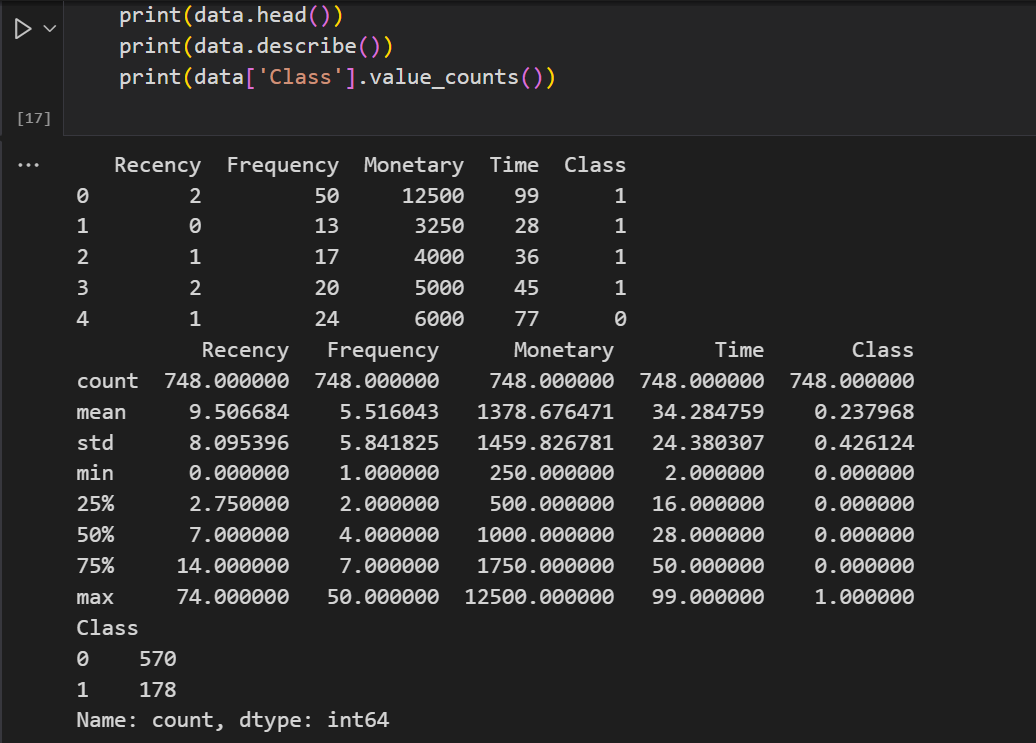 print(data.head())
print(data.describe())
print(data['Class'].value_counts())
[17]
... Recency Frequency Monetary Time Class
0 2 50 12500 99 1
1 0 13 3250 28 1
2 1 17 4000 36 1
3 2 20 5000 45 1
4 1 24 6000 77 0
Recency Frequency Monetary Time Class
count 748.000000 748.000000 748.000000 748.000000 748.000000
mean 9.506684 5.516043 1378.676471 34.284759 0.237968
std 8.095396 5.841825 1459.826781 24.380307 0.426124
min 0.000000 1.000000 250.000000 2.000000 0.000000
25% 2.750000 2.000000 500.000000 16.000000 0.000000
50% 7.000000 4.000000 1000.000000 28.000000 0.000000
75% 14.000000 7.000000 1750.000000 50.000000 0.000000
max 74.000000 50.000000 12500.000000 99.000000 1.000000
Class
0 570
1 178
Name: count, dtype: int64